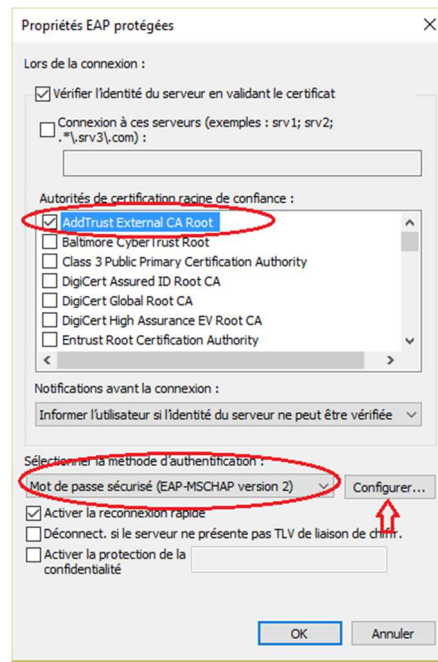 Propriétés EAP protégées
Lors de la connexion :
Vérifier l'identité du serveur en validant le certificat
Connexion à ces serveurs (exemples : srv1; srv2;
.*\.srv3\.com) :
Autorités de certification racine de confiance :
AddTrust External CA Root
Baltimore CyberTrust Root
Class 3 Public Primary Certification Authority
DigiCert Assured ID Root CA
DigiCert Global Root CA
DigiCert High Assurance EV Root CA
Entrust Root Certification Authority
Notifications avant la connexion :
Informer l'utilisateur si l'identité du serveur ne peut être vérifiée
Sélectionner la méthode d'authentification :
Mot de passe sécurisé (EAP-MSCHAP version 2)
Configurer...
Activer la reconnexion rapide
Déconnect. si le serveur ne présente pas TLV de liaison de chiffr.
Activer la protection de la
confidentialité
OK
Annuler